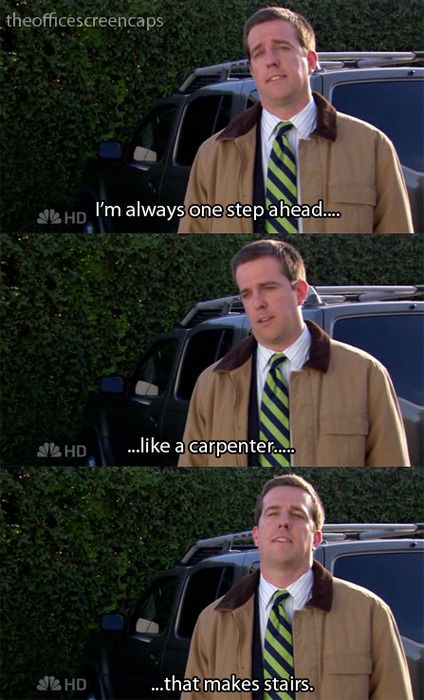 theofficescreencaps
HD I'm always one step ahead....
HD ...like a carpenter.....
HD ...that makes stairs.